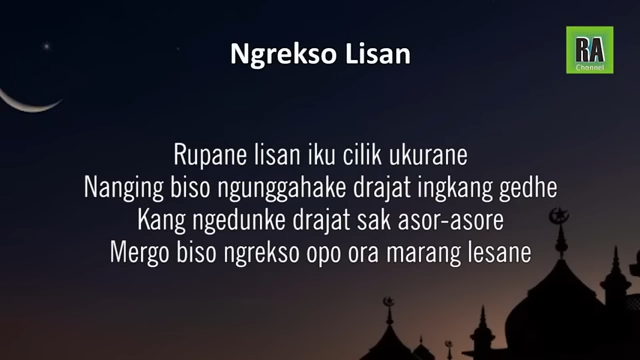 Ngrekso Lisan
RA
Channel
Rupane lisan iku cilik ukurane
Nanging biso ngunggahake drajat ingkang gedhe
Kang ngedunke drajat sak asor-asore
Mergo biso ngrekso opo ora marang lesane